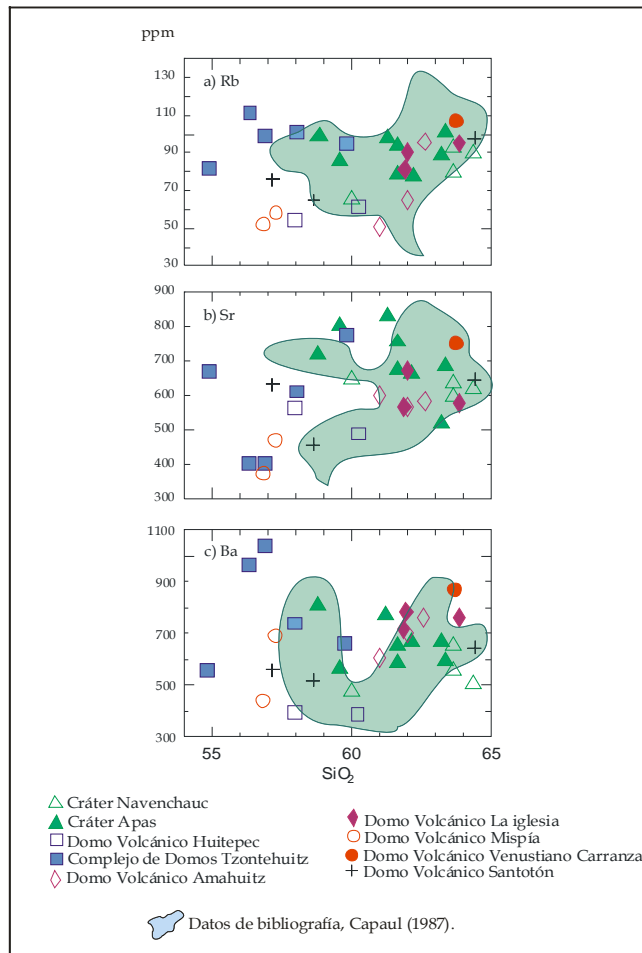 ppm
a) Rb
130
110
90
70
50
30
b) Sr
900
800
700
600
500
400
300
c) Ba
1100
900
700
500
300
55 60 65
SiO2
Cráter Navenchauc
Cráter Apas
Domo Volcánico Huitepec
Complejo de Domos Tzontehuitz
Domo Volcánico Amahuitz
Domo Volcánico La iglesia
Domo Volcánico Mispía
Domo Volcánico Venustiano Carranza
Domo Volcánico Santotón
Datos de bibliografía, Capaul (1987).